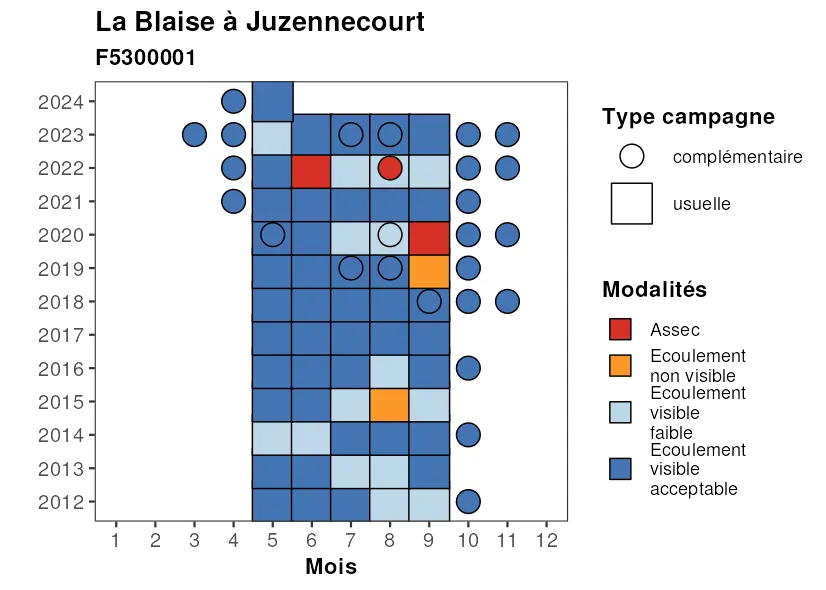 La Blaise à Juzennecourt
F5300001
2024
2023
2022
2021
2020
2019
2018
2017
2016
2015
2014
2013
2012
1 2 3 4 5 6 7 8 9 10 11 12
Mois
Type campagne
complémentaire
usuelle
Modalités
Assec
Ecoulement
non visible
Ecoulement
visible
faible
Ecoulement
visible
acceptable